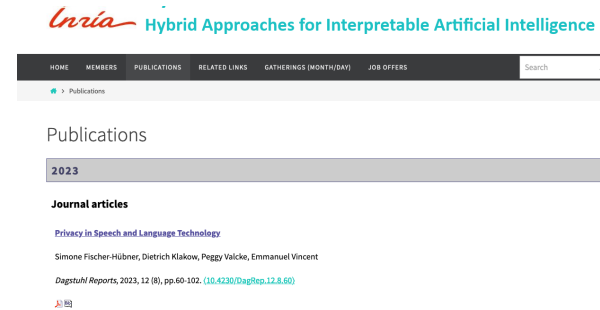 Inria
Hybrid Approaches for Interpretable Artificial Intelligence
HOME MEMBERS PUBLICATIONS RELATED LINKS GATHERINGS (MONTH/DAY) JOB OFFERS Search
> Publications
Publications
2023
Journal articles
Privacy in Speech and Language Technology
Simone Fischer-Hübner, Dietrich Klakow, Peggy Valcke, Emmanuel Vincent
Dagstuhl Reports, 2023, 12 (8), pp.60-102. ⟨10.4230/DagRep.12.8.60⟩